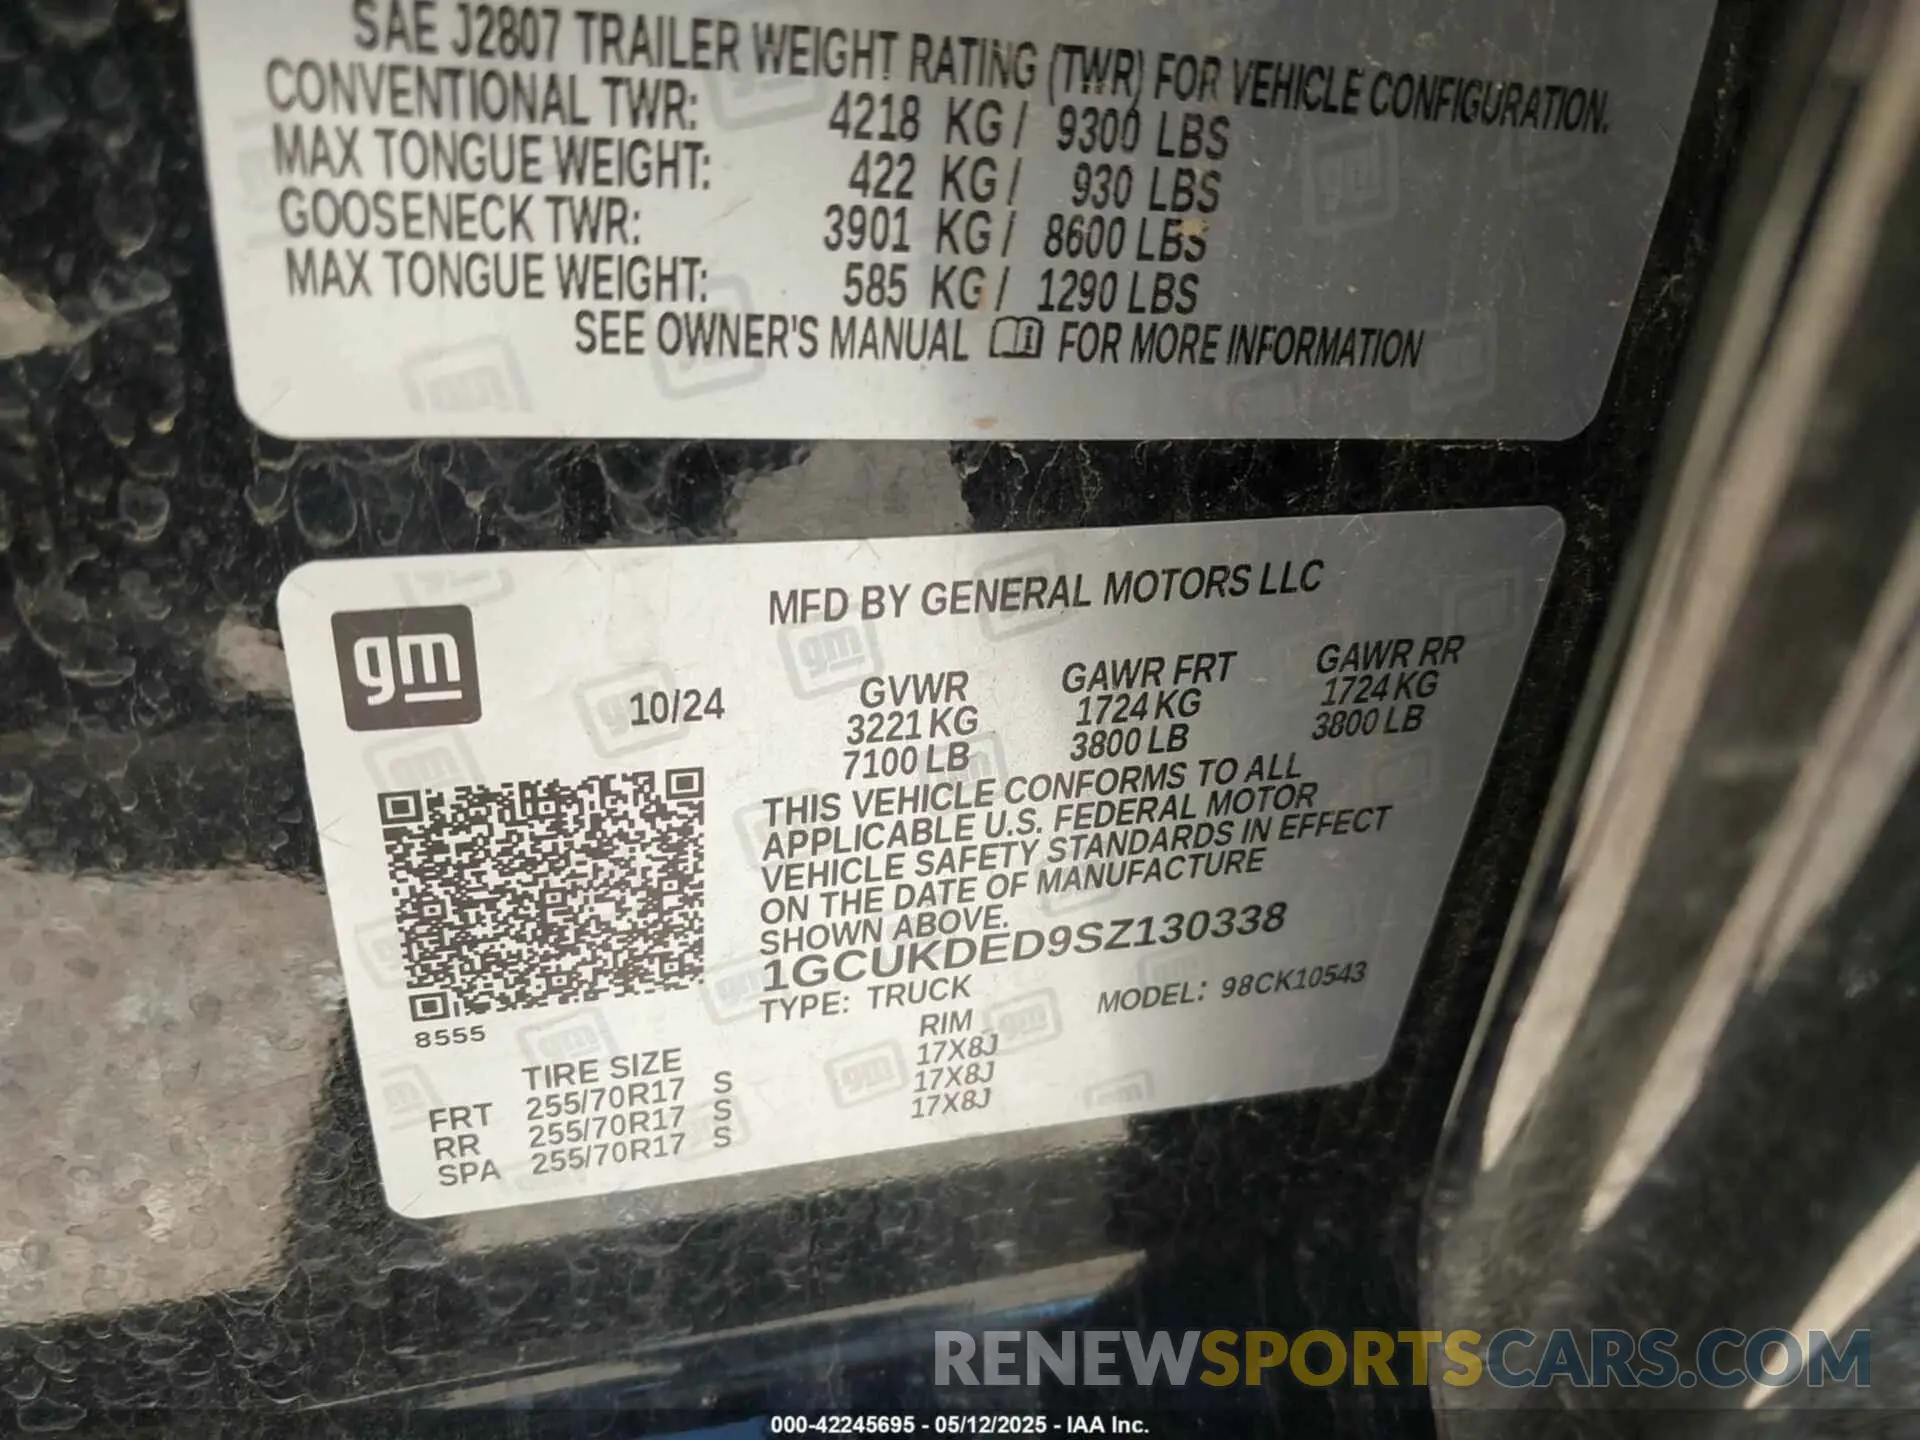 SAE J2807 TRAILER WEIGHT RATING (TWR) FOR VEHICLE CONFIGURATION.
CONVENTIONAL TWR: 4218 KG / 9300 LBS
MAX TONGUE WEIGHT: 422 KG / 930 LBS
GOOSENECK TWR: 3901 KG / 8600 LBS
MAX TONGUE WEIGHT: 585 KG / 1290 LBS
SEE OWNER'S MANUAL FOR MORE INFORMATION
MFD BY GENERAL MOTORS LLC
gm
10/24
GVWR GAWR FRT GAWR RR
3221 KG 1724 KG 1724 KG
7100 LB 3800 LB 3800 LB
THIS VEHICLE CONFORMS TO ALL
APPLICABLE U.S. FEDERAL MOTOR
VEHICLE SAFETY STANDARDS IN EFFECT
ON THE DATE OF MANUFACTURE
SHOWN ABOVE.
1GCUKDED9SZ130338
TYPE: TRUCK MODEL: 98CK10543
8555
TIRE SIZE RIM
FRT 255/70R17 S 17X8J
RR 255/70R17 S 17X8J
SPA 255/70R17 S 17X8J
RENEWSPORTSCARS.COM
000-42245695 - 05/12/2025 - IAA Inc.